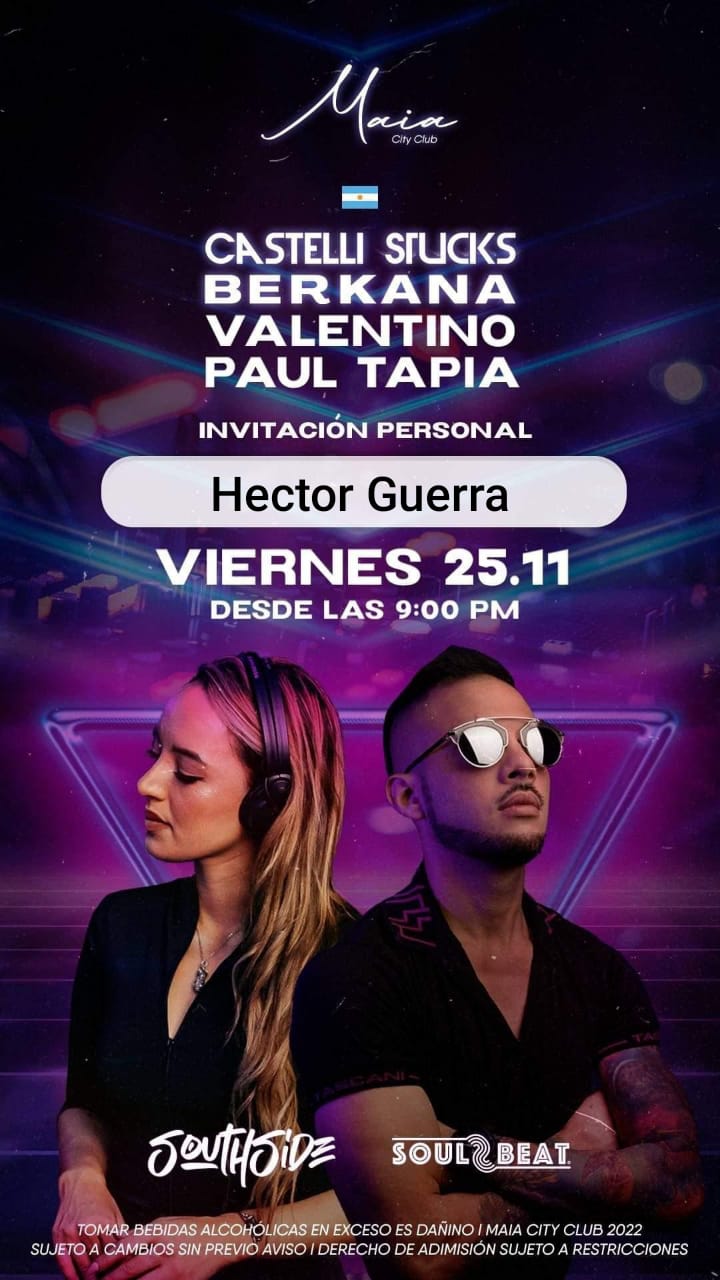 Maia
City Club
CASTELLI STUCKS
BERKANA
VALENTINO
PAUL TAPIA
INVITACIÓN PERSONAL
Hector Guerra
VIERNES 25.11
DESDE LAS 9:00 PM
TASCANI
SOUTHSIDE
SOUL BEAT
TOMAR BEBIDAS ALCOHÓLICAS EN EXCESO ES DAÑINO I MAIA CITY CLUB 2022
SUJETO A CAMBIOS SIN PREVIO AVISO I DERECHO DE ADIMISIÓN SUJETO A RESTRICCIONES